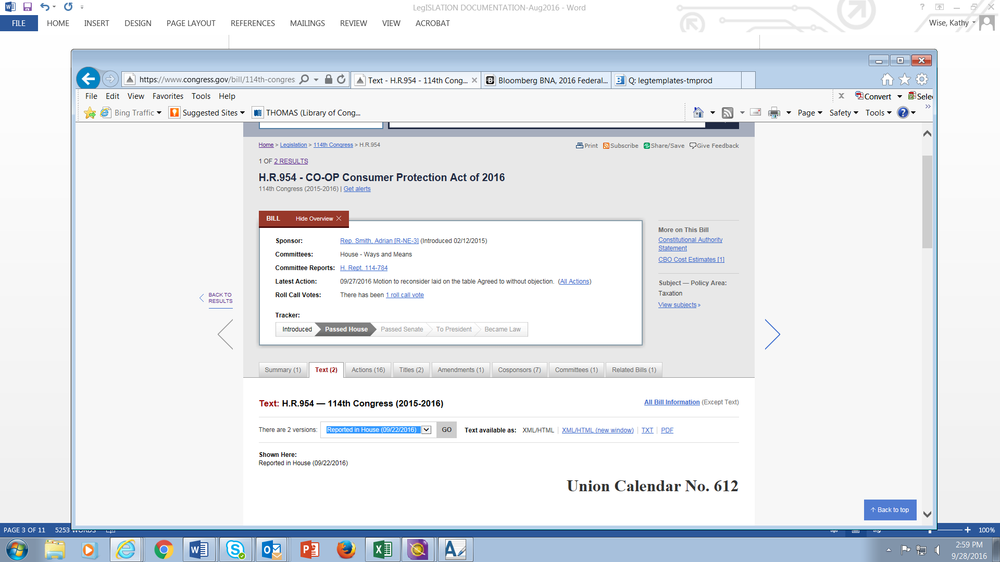 LegISLATION DOCUMENTATION-Aug2016 - Word
FILE HOME INSERT DESIGN PAGE LAYOUT REFERENCES MAILINGS REVIEW VIEW ACROBAT Wise, Kathy
https://www.congress.gov/bill/114th-congres Text - H.R.954 - 114th Cong... Bloomberg BNA, 2016 Federal... Q: legtemplates-tmprod
File Edit View Favorites Tools Help Convert Selec
Bing Traffic Suggested Sites THOMAS (Library of Cong... Page Safety Tools
Home > Legislation > 114th Congress > H.R.954 Print Subscribe Share/Save Give Feedback
1 OF 2 RESULTS
H.R.954 - CO-OP Consumer Protection Act of 2016
114th Congress (2015-2016) | Get alerts
BILL Hide Overview
Sponsor: Rep. Smith, Adrian [R-NE-3] (Introduced 02/12/2015)
Committees: House - Ways and Means
Committee Reports: H. Rept. 114-784
Latest Action: 09/27/2016 Motion to reconsider laid on the table Agreed to without objection. (All Actions)
Roll Call Votes: There has been 1 roll call vote
Tracker:
Introduced Passed House Passed Senate To President Became Law
More on This Bill
Constitutional Authority
Statement
CBO Cost Estimates [1]
Subject — Policy Area:
Taxation
View subjects »
BACK TO
RESULTS
Summary (1) Text (2) Actions (16) Titles (2) Amendments (1) Cosponsors (7) Committees (1) Related Bills (1)
Text: H.R.954 — 114th Congress (2015-2016) All Bill Information (Except Text)
There are 2 versions: Reported in House (09/22/2016) GO Text available as: XML/HTML XML/HTML (new window) TXT PDF
Shown Here:
Reported in House (09/22/2016)
Union Calendar No. 612
↑ Back to top
PAGE 3 OF 11 5253 WORDS 100%
2:59 PM
9/28/2016